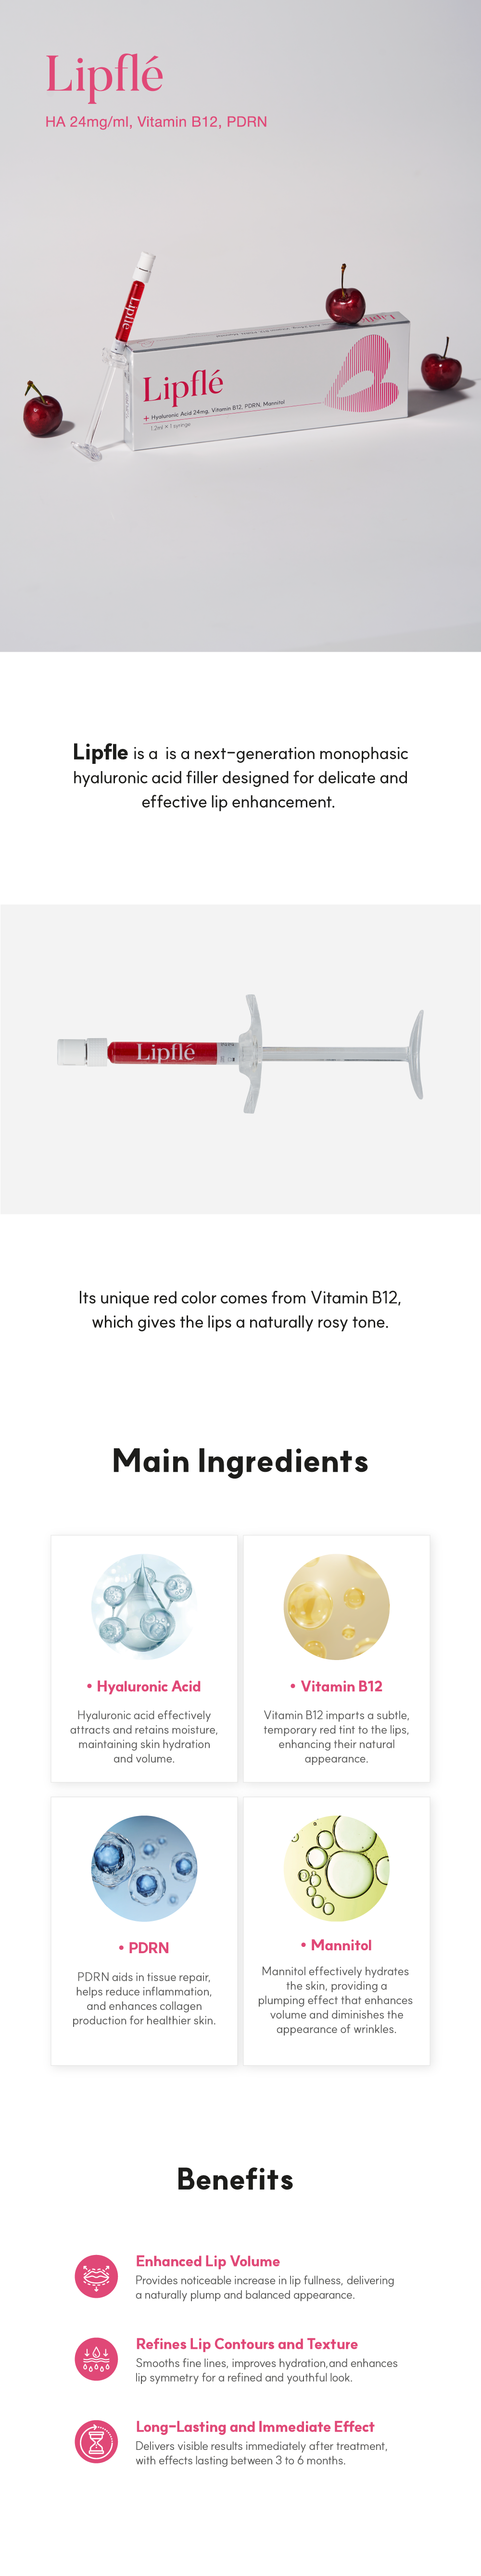 Lipflé
HA 24mg/ml, Vitamin B12, PDRN
Lipflé
Lipflé
Lipflé
+ Hyaluronic Acid 24mg, Vitamin B12, PDRN, Mannitol
1.2ml × 1 syringe
Lipfle is a is a next-generation monophasic
hyaluronic acid filler designed for delicate and
effective lip enhancement.
Lipflé
Its unique red color comes from Vitamin B12,
which gives the lips a naturally rosy tone.
Main Ingredients
• Hyaluronic Acid
Hyaluronic acid effectively
attracts and retains moisture,
maintaining skin hydration
and volume.
• Vitamin B12
Vitamin B12 imparts a subtle,
temporary red tint to the lips,
enhancing their natural
appearance.
• PDRN
PDRN aids in tissue repair,
helps reduce inflammation,
and enhances collagen
production for healthier skin.
• Mannitol
Mannitol effectively hydrates
the skin, providing a
plumping effect that enhances
volume and diminishes the
appearance of wrinkles.
Benefits
Enhanced Lip Volume
Provides noticeable increase in lip fullness, delivering
a naturally plump and balanced appearance.
Refines Lip Contours and Texture
Smooths fine lines, improves hydration,and enhances
lip symmetry for a refined and youthful look.
Long-Lasting and Immediate Effect
Delivers visible results immediately after treatment,
with effects lasting between 3 to 6 months.